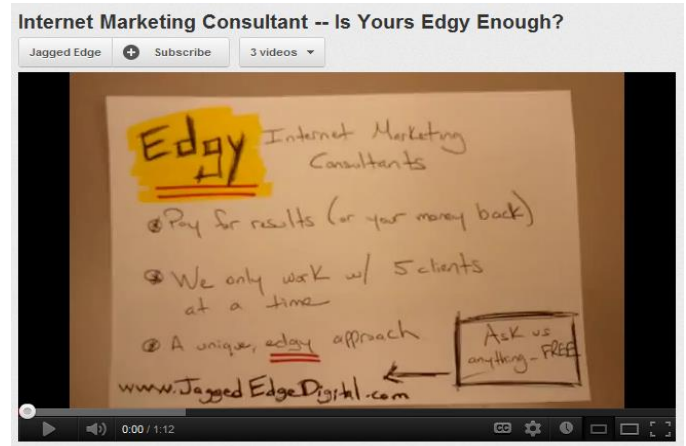 Internet Marketing Consultant -- Is Yours Edgy Enough?
Jagged Edge
Subscribe
3 videos
Edgy Internet Marketing
Consultants
Pay for results (or your money back)
We only work w/ 5 clients
at a time
A unique, edgy approach
Ask us
anything - FREE
www.JaggedEdgeDigital.com
0:00 / 1:12
CC